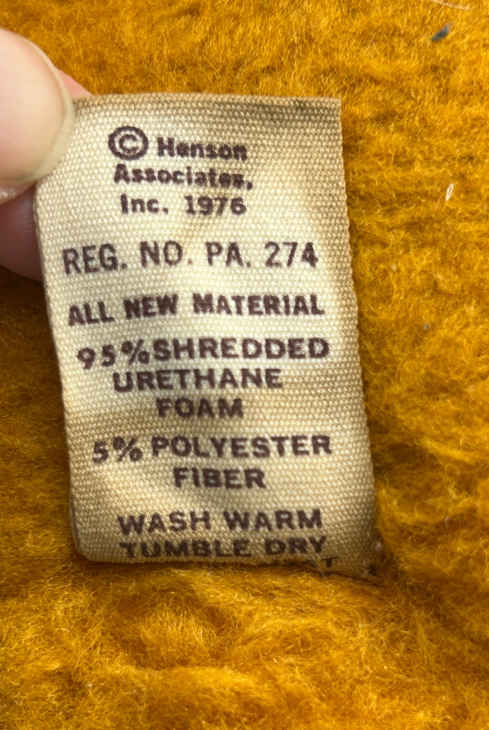 © Henson
Associates,
Inc. 1976
REG. NO. PA. 274
ALL NEW MATERIAL
95% SHREDDED
URETHANE
FOAM
5% POLYESTER
FIBER
WASH WARM
TUMBLE DRY